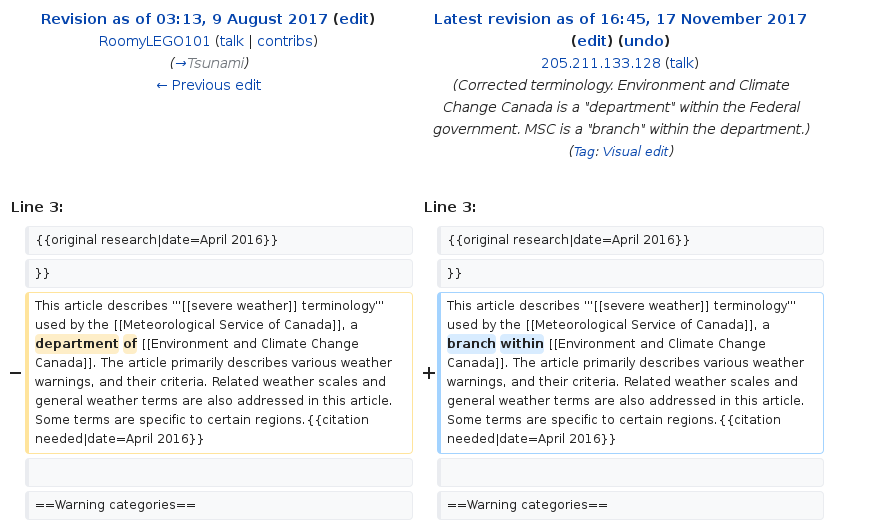 Revision as of 03:13, 9 August 2017 (edit)
RoomyLEGO101 (talk | contribs)
(→Tsunami)
← Previous edit
Latest revision as of 16:45, 17 November 2017
(edit) (undo)
205.211.133.128 (talk)
(Corrected terminology. Environment and Climate
Change Canada is a "department" within the Federal
government. MSC is a "branch" within the department.)
(Tag: Visual edit)
Line 3:
Line 3:
{{original research|date=April 2016}}
{{original research|date=April 2016}}
}}
}}
−
This article describes '''[[severe weather]] terminology'''
used by the [[Meteorological Service of Canada]], a
department of [[Environment and Climate Change
Canada]]. The article primarily describes various weather
warnings, and their criteria. Related weather scales and
general weather terms are also addressed in this article.
Some terms are specific to certain regions.{{citation
needed|date=April 2016}}
+
This article describes '''[[severe weather]] terminology'''
used by the [[Meteorological Service of Canada]], a
branch within [[Environment and Climate Change
Canada]]. The article primarily describes various weather
warnings, and their criteria. Related weather scales and
general weather terms are also addressed in this article.
Some terms are specific to certain regions.{{citation
needed|date=April 2016}}
==Warning categories==
==Warning categories==